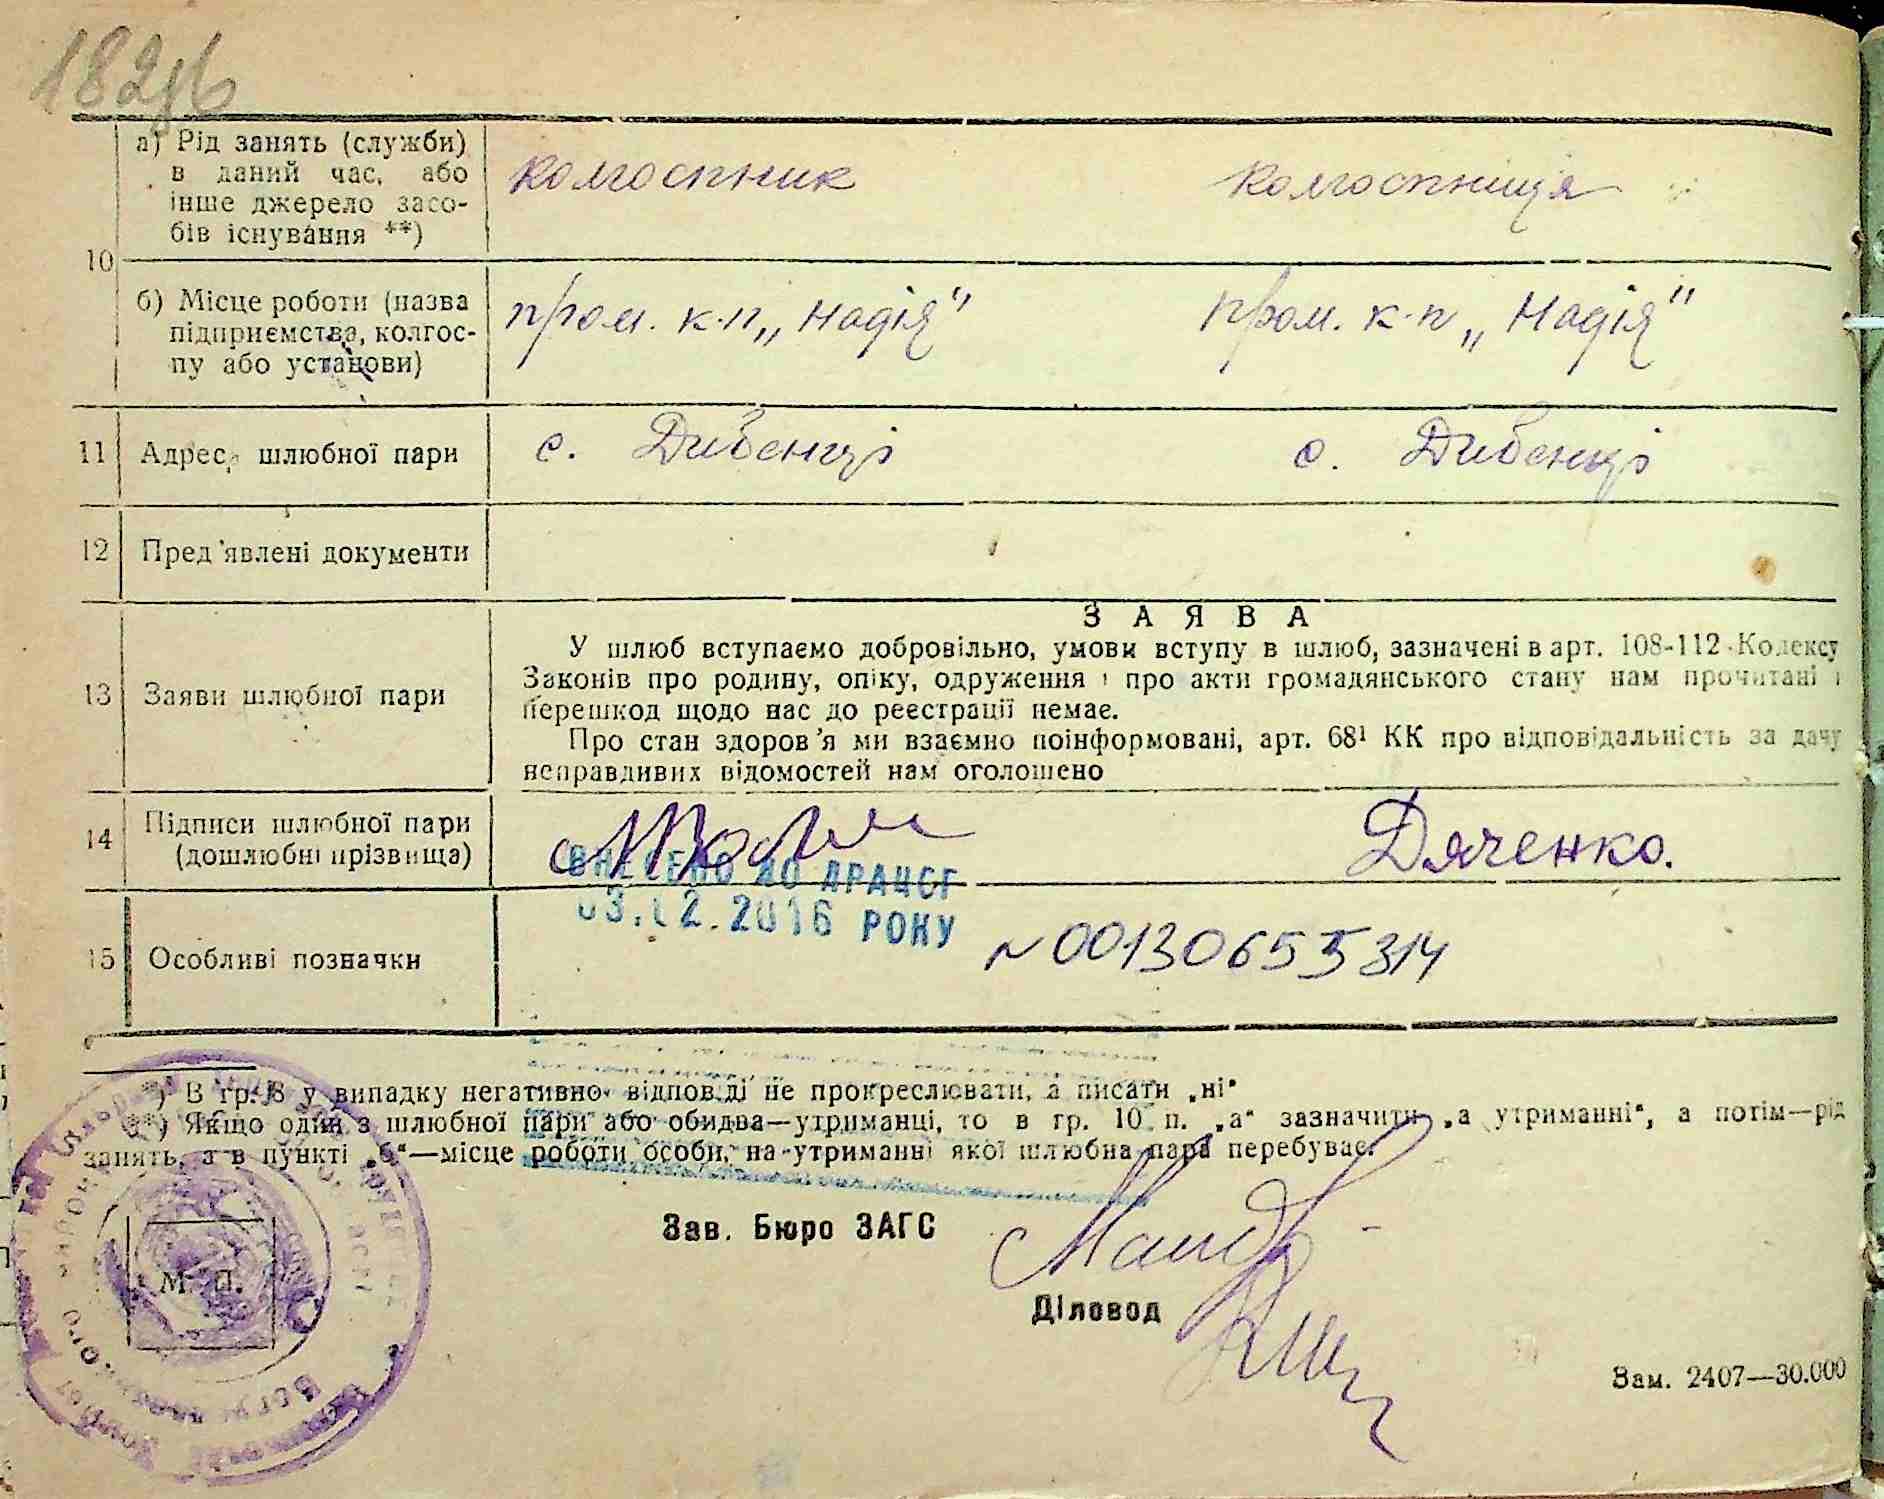 182
а) Рід занять (служби) в даний час, або інше джерело засобів існування **)
колгоспник
колгоспниця
10
б) Місце роботи (назва підприємства, колгоспу або установи)
пром. к-п „Надія"
пром. к-п „Надія"
11 Адрес шлюбної пари
с. Дибенці
с. Дибенці
12 Пред'явлені документи
ЗАЯВА
13 Заяви шлюбної пари
У шлюб вступаємо добровільно, умови вступу в шлюб, зазначені в арт. 108-112 Кодексу
Законів про родину, опіку, одруження і про акти громадянського стану нам прочитані і
перешкод щодо нас до реєстрації немає.
Про стан здоров'я ми взаємно поінформовані, арт. 68¹ КК про відповідальність за дачу
неправдивих відомостей нам оголошено
14 Підписи шлюбної пари
(дошлюбні прізвища)
Дяченко.
ВНЕСЕНО ДО ДРАЦСГ
03.12.2016 РОКУ
15 Особливі позначки
N00130655314
*) В гр. 8 у випадку негативно відповіді не прокреслювати, а писати „ні"
**) Якщо один з шлюбної пари або обидва—утриманці, то в гр. 10 п. „а" зазначити „а утриманні", а потім—рід
занять, а в пункті „б"—місце роботи особи, на утриманні якої шлюбна пара перебуває.
М. П.
Зав. Бюро ЗАГС
Діловод
Зам. 2407—30.000